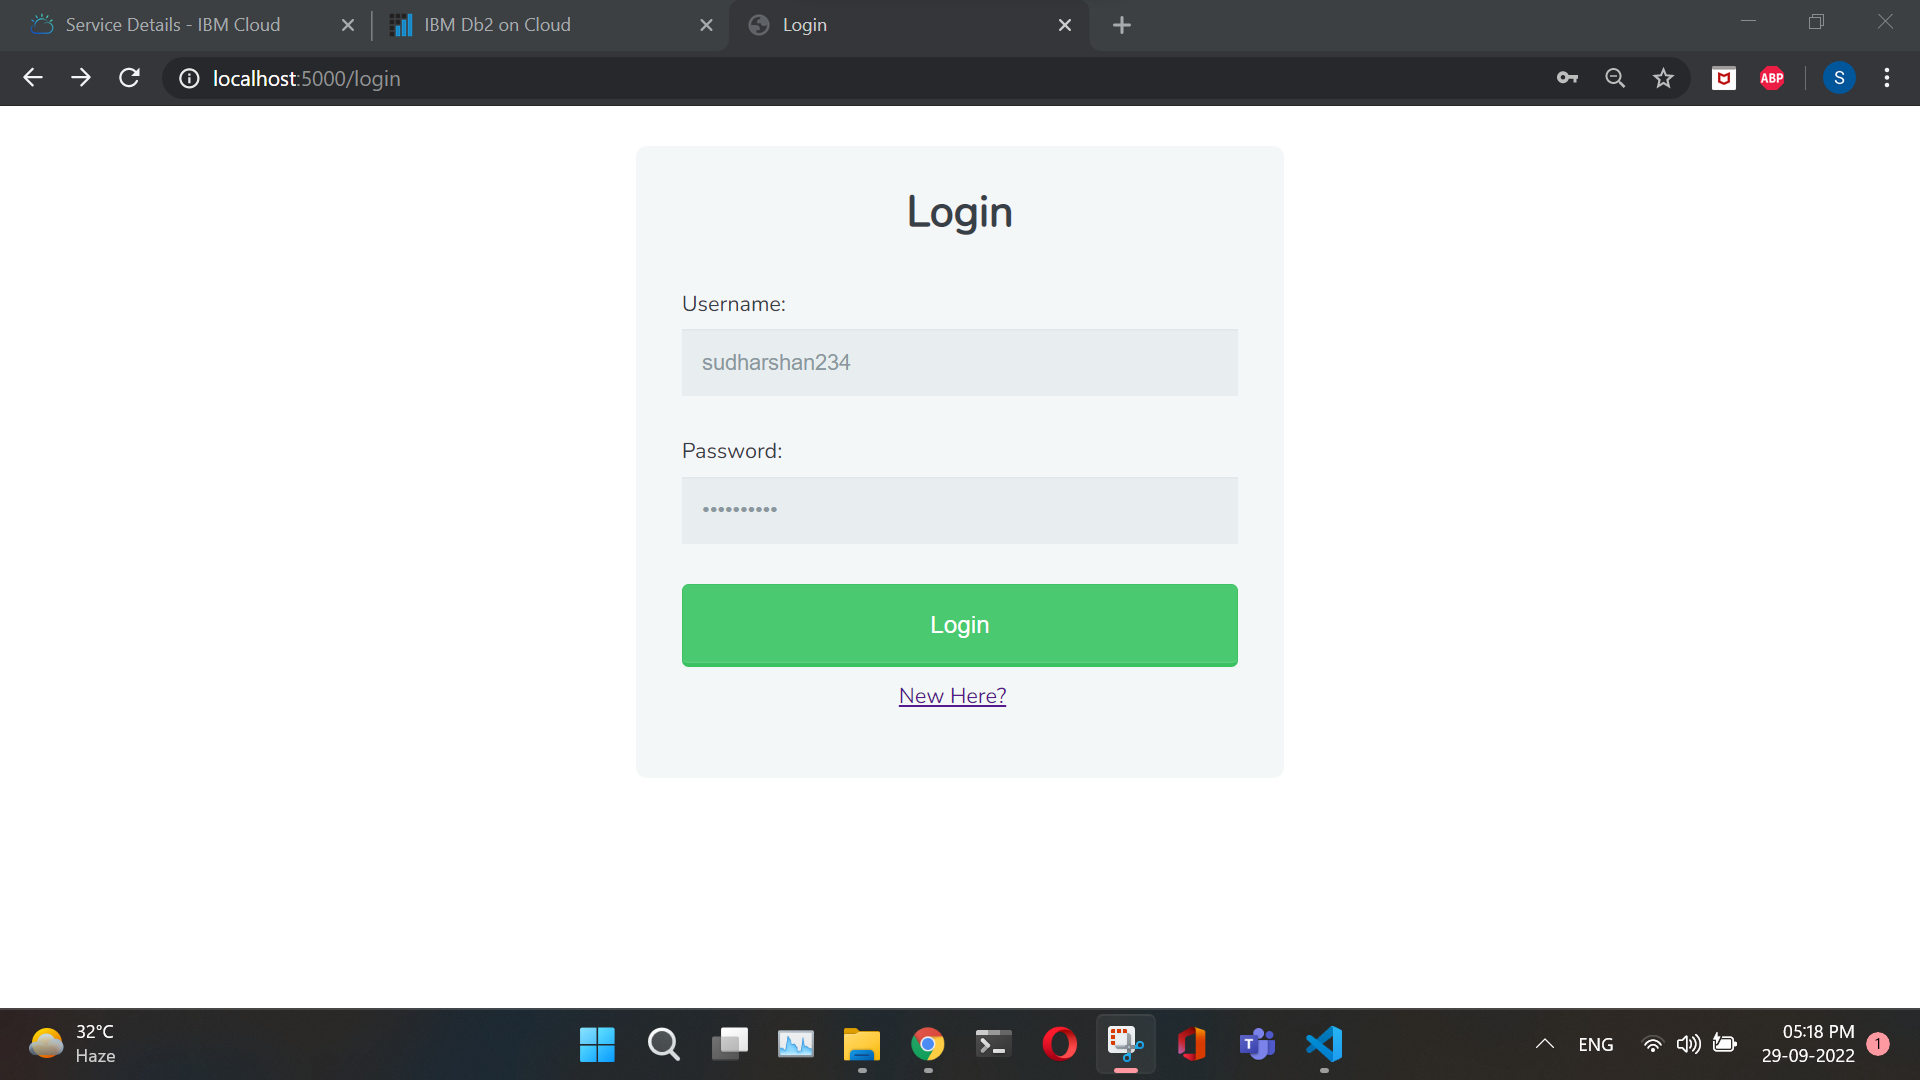 Service Details - IBM Cloud
IBM Db2 on Cloud
Login
localhost:5000/login
ABP
S
Login
Username:
sudharshan234
Password:
••••••••••
Login
New Here?
32°C
Haze
T
ENG
05:18 PM
29-09-2022
1